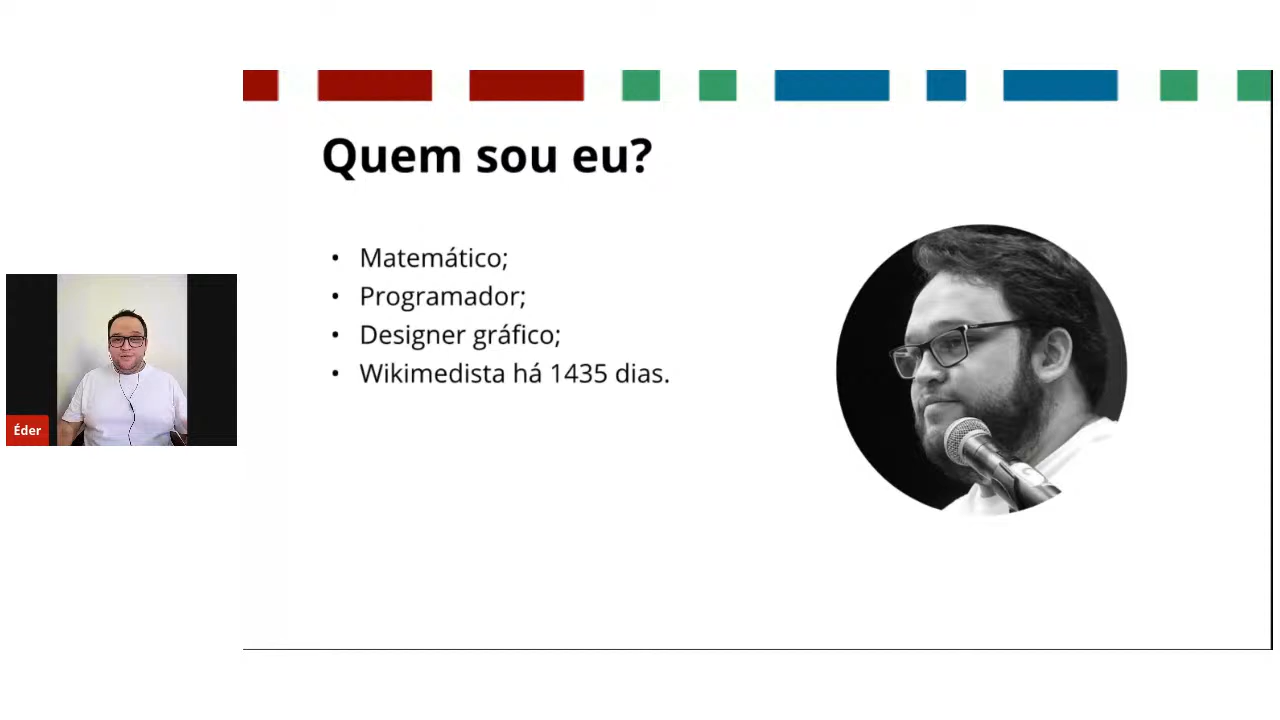 Quem sou eu?
• Matemático;
• Programador;
• Designer gráfico;
• Wikimedista há 1435 dias.
Éder